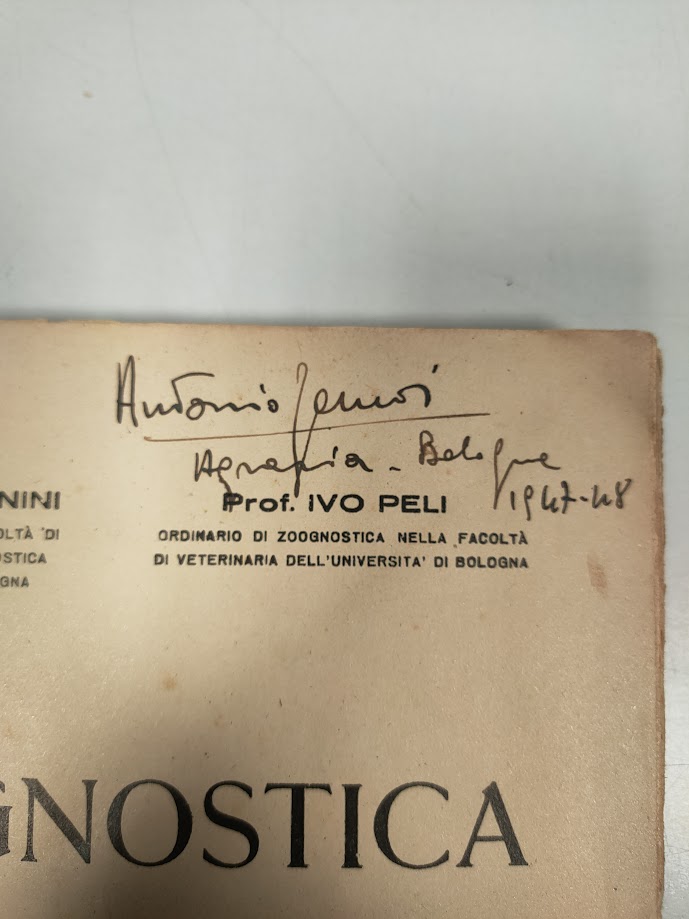 Antonio
Agraria - Bologna
1947-48
NINI
Prof. IVO PELI
OLTÀ DI
ORDINARIO DI ZOOGNOSTICA NELLA FACOLTÀ
OSTICA
DI VETERINARIA DELL'UNIVERSITA' DI BOLOGNA
GNA
GNOSTICA